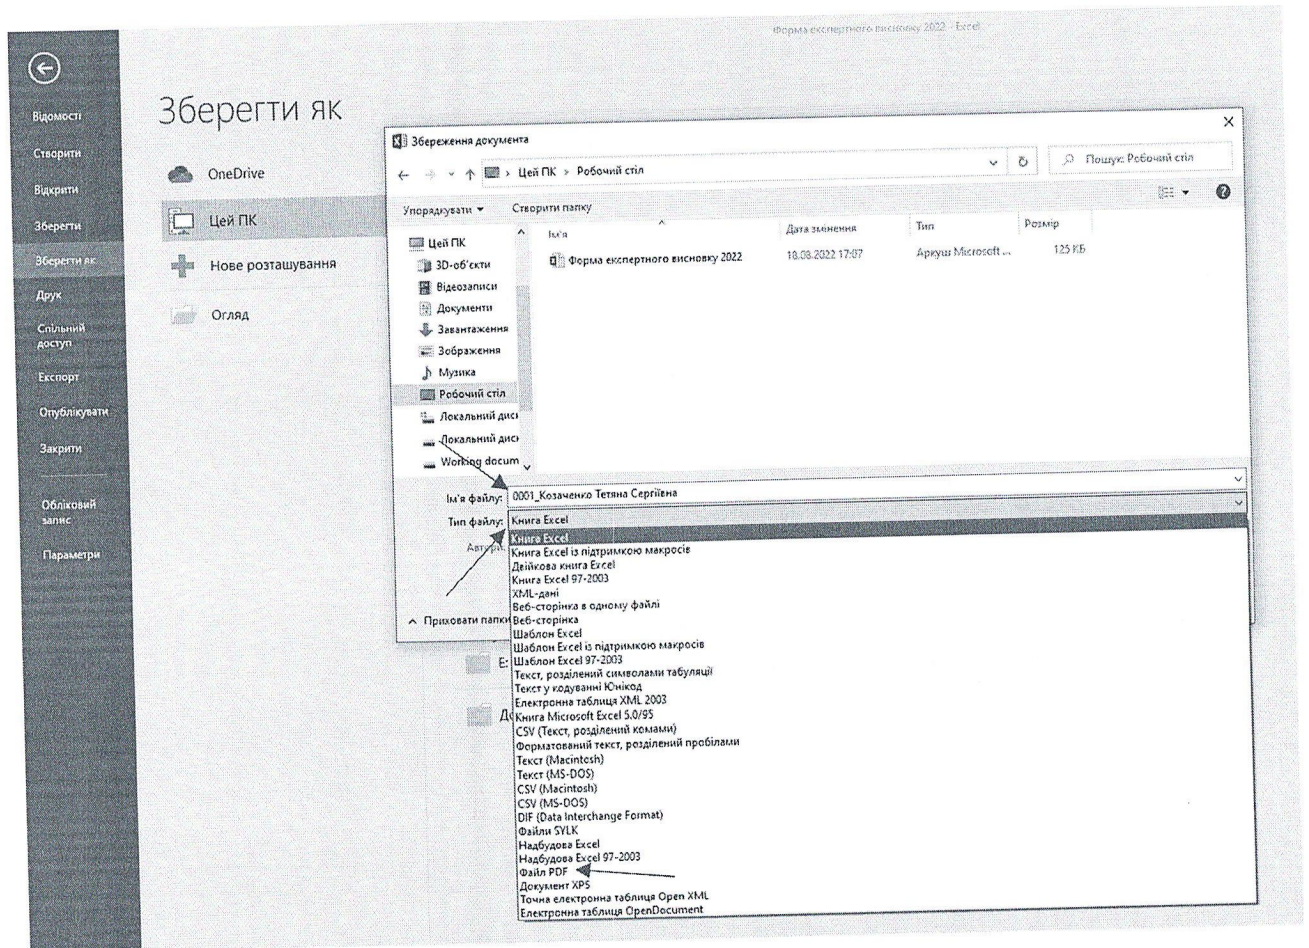 Форма експертного висновку 2022 - Excel
Відомості
Створити
Відкрити
Зберегти
Зберегти як
Друк
Спільний
доступ
Експорт
Опублікувати
Закрити
Обліковий
запис
Параметри
Зберегти як
OneDrive
Цей ПК
Нове розташування
Огляд
Збереження документа
Цей ПК > Робочий стіл
Пошук: Робочий стіл
Упорядкувати
Створити папку
Ім'я
Дата змінення
Тип
Розмір
Форма експертного висновку 2022
18.08.2022 17:07
Аркуш Microsoft ...
125 КБ
Цей ПК
3D-об'єкти
Відеозаписи
Документи
Завантаження
Зображення
Музика
Робочий стіл
Локальний диск
Локальний диск
Working docum
Ім'я файлу: 0001_Козаченко Тетяна Сергіївна
Тип файлу: Книга Excel
Автори:
Приховати папки
Книга Excel
Книга Excel із підтримкою макросів
Двійкова книга Excel
Книга Excel 97-2003
XML-дані
Веб-сторінка в одному файлі
Веб-сторінка
Шаблон Excel
Шаблон Excel із підтримкою макросів
Шаблон Excel 97-2003
Текст, розділений символами табуляції
Текст у кодуванні Юнікод
Електронна таблиця XML 2003
Книга Microsoft Excel 5.0/95
CSV (Текст, розділений комами)
Форматований текст, розділений пробілами
Текст (Macintosh)
Текст (MS-DOS)
CSV (Macintosh)
CSV (MS-DOS)
DIF (Data Interchange Format)
Файли SYLK
Надбудова Excel
Надбудова Excel 97-2003
Файл PDF
Документ XPS
Точна електронна таблиця Open XML
Електронна таблиця OpenDocument
E:
До